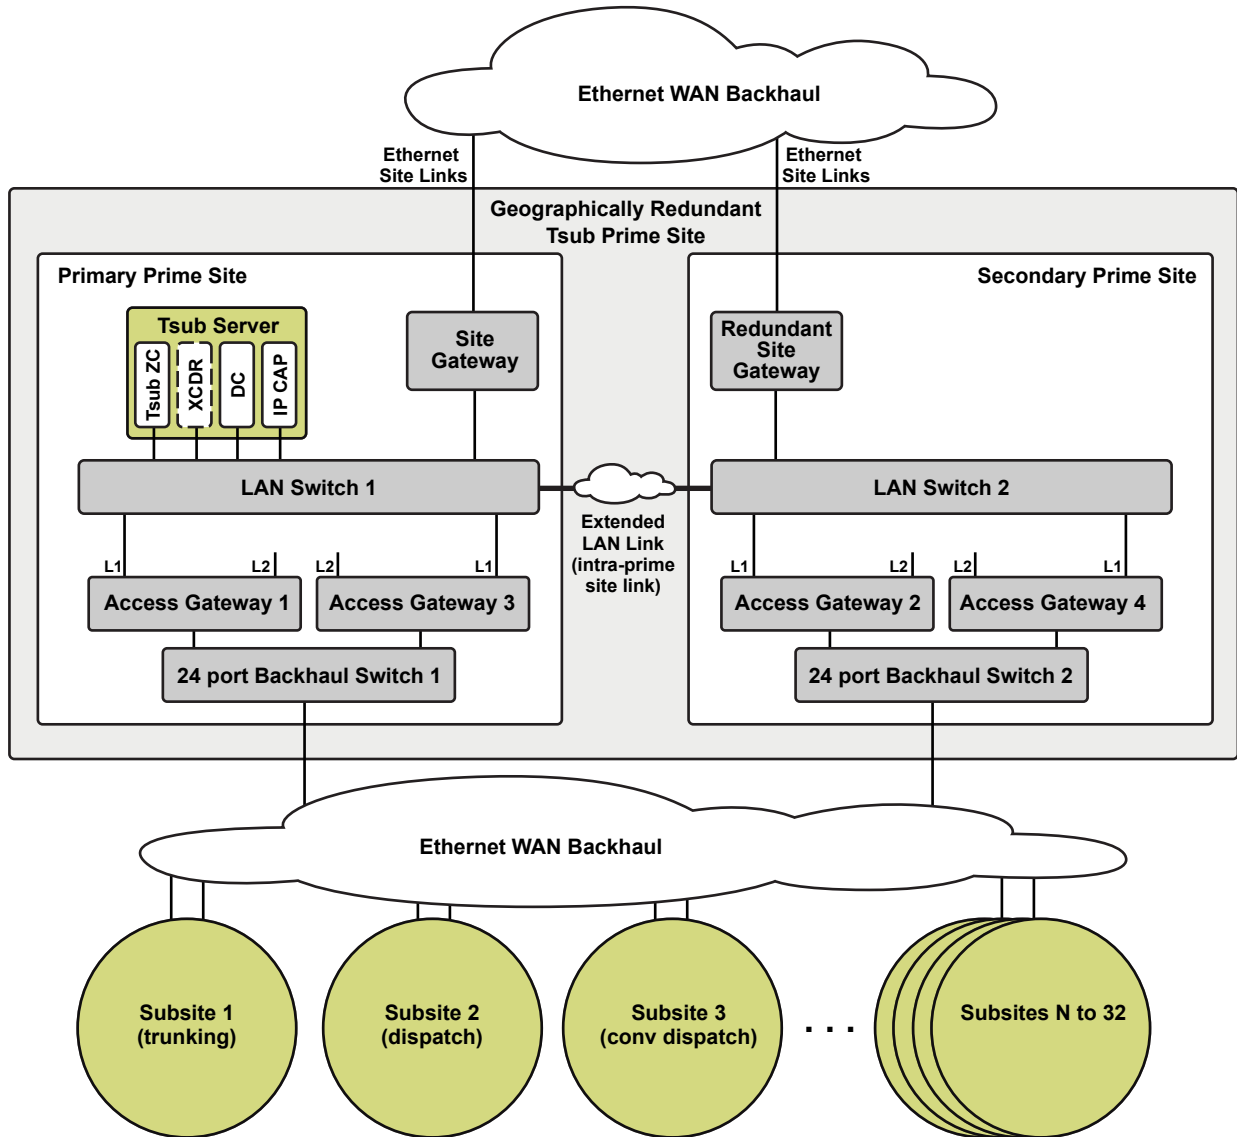 Ethernet WAN Backhaul
Ethernet
Site Links
Ethernet
Site Links
Geographically Redundant
Tsub Prime Site
Primary Prime Site
Secondary Prime Site
Tsub Server
Tsub ZC
XCDR
DC
IP CAP
Site
Gateway
Redundant
Site
Gateway
LAN Switch 1
LAN Switch 2
Extended
LAN Link
(intra-prime
site link)
L1
L2
L2
L1
L1
L2
L2
L1
Access Gateway 1
Access Gateway 3
Access Gateway 2
Access Gateway 4
24 port Backhaul Switch 1
24 port Backhaul Switch 2
Ethernet WAN Backhaul
Subsite 1
(trunking)
Subsite 2
(dispatch)
Subsite 3
(conv dispatch)
. . .
Subsites N to 32